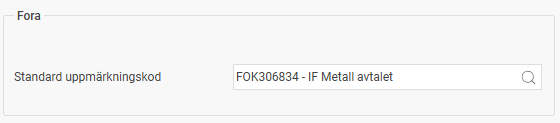 Fora
Standard uppmärkningskod FOK306834 - IF Metall avtalet